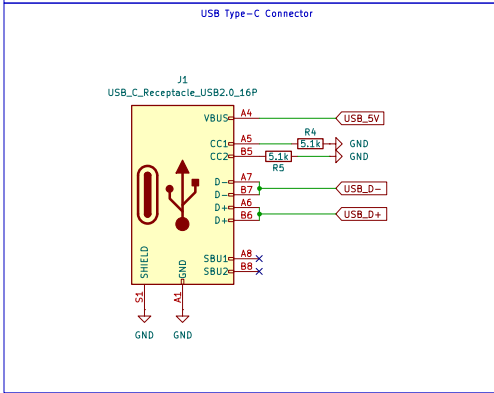 USB Type-C Connector
J1
USB_C_Receptacle_USB2.0_16P
VBUS A4 USB_5V
R4
CC1 A5 5.1k GND
CC2 B5 5.1k GND
R5
D- A7
D- B7 USB_D-
D+ A6
D+ B6 USB_D+
SBU1 A8
SBU2 B8
SHIELD GND
S1 A1
GND GND